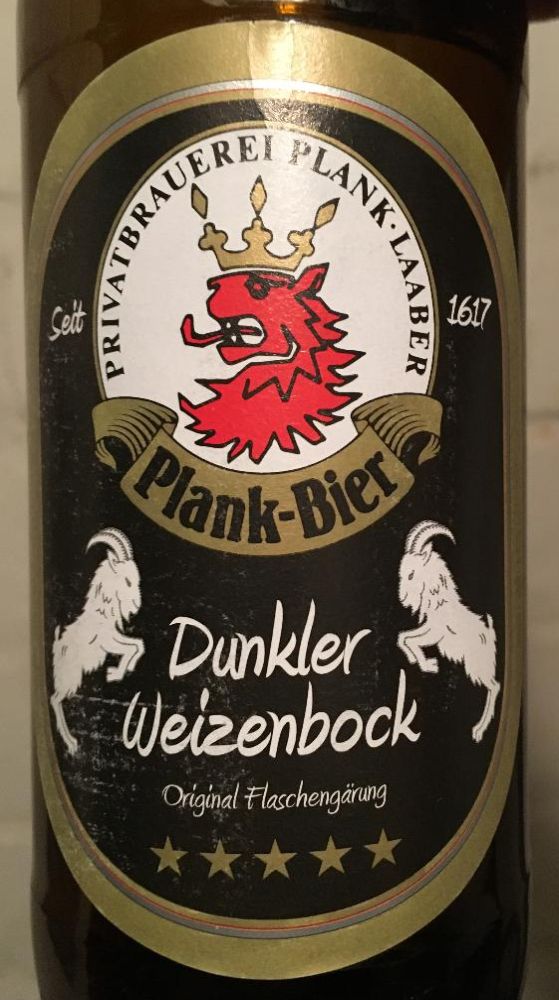 PRIVATBRAUEREI PLANK · LAABER
Seit 1617
Plank-Bier
Dunkler
Weizenbock
Original Flaschengärung